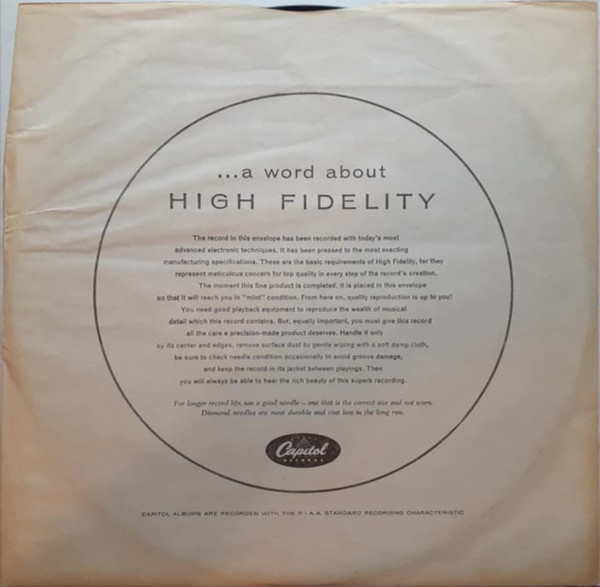 ...a word about
HIGH FIDELITY
The record in this envelope has been recorded with today's most
advanced electronic techniques. It has been pressed to the most exacting
manufacturing specifications. These are the basic requirements of High Fidelity, for they
represent meticulous concern for top quality in every step of the record's creation.
The moment this fine product is completed, it is placed in this envelope
so that it will reach you in "mint" condition. From here on, quality reproduction is up to you!
You need good playback equipment to reproduce the wealth of musical
detail which this record contains. But, equally important, you must give this record
all the care a precision-made product deserves. Handle it only
by its center and edges, remove surface dust by gentle wiping with a soft damp cloth,
be sure to check needle condition occasionally to avoid groove damage,
and keep the record in its jacket between playings. Then
you will always be able to hear the rich beauty of this superb recording.
For longer record life, use a good needle—one that is the correct size and not worn.
Diamond needles are most durable and cost less in the long run.
Capitol
RECORDS
CAPITOL ALBUMS ARE RECORDED WITH THE R.I.A.A. STANDARD RECORDING CHARACTERISTIC